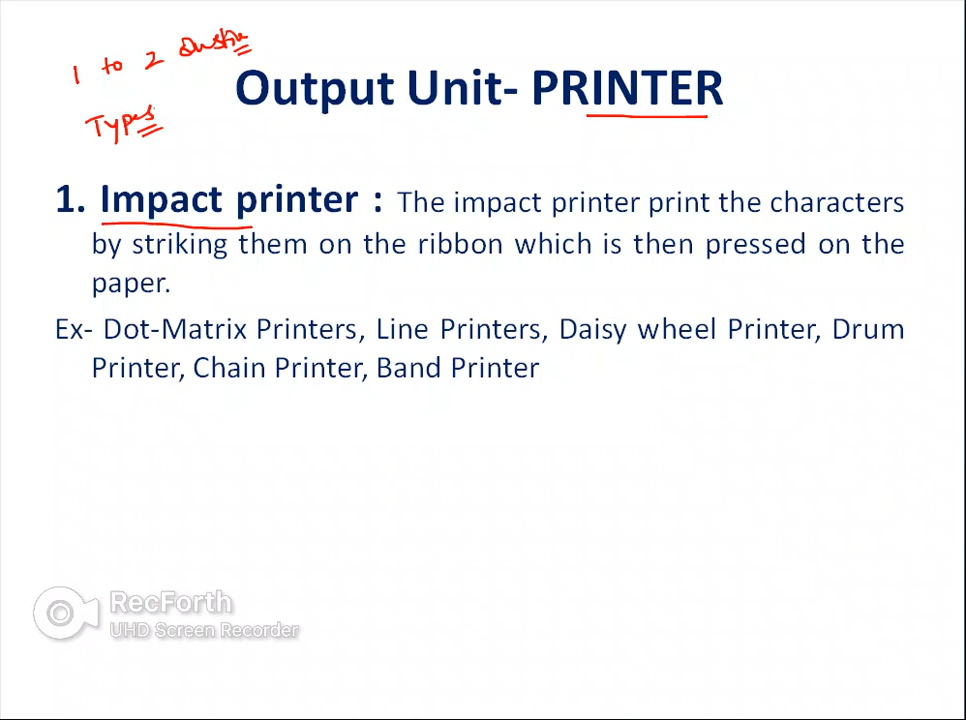 1 to 2
Types
Output Unit- PRINTER
1. Impact printer : The impact printer print the characters
by striking them on the ribbon which is then pressed on the
paper.
Ex- Dot-Matrix Printers, Line Printers, Daisy wheel Printer, Drum
Printer, Chain Printer, Band Printer
RecForth
UHD Screen Recorder